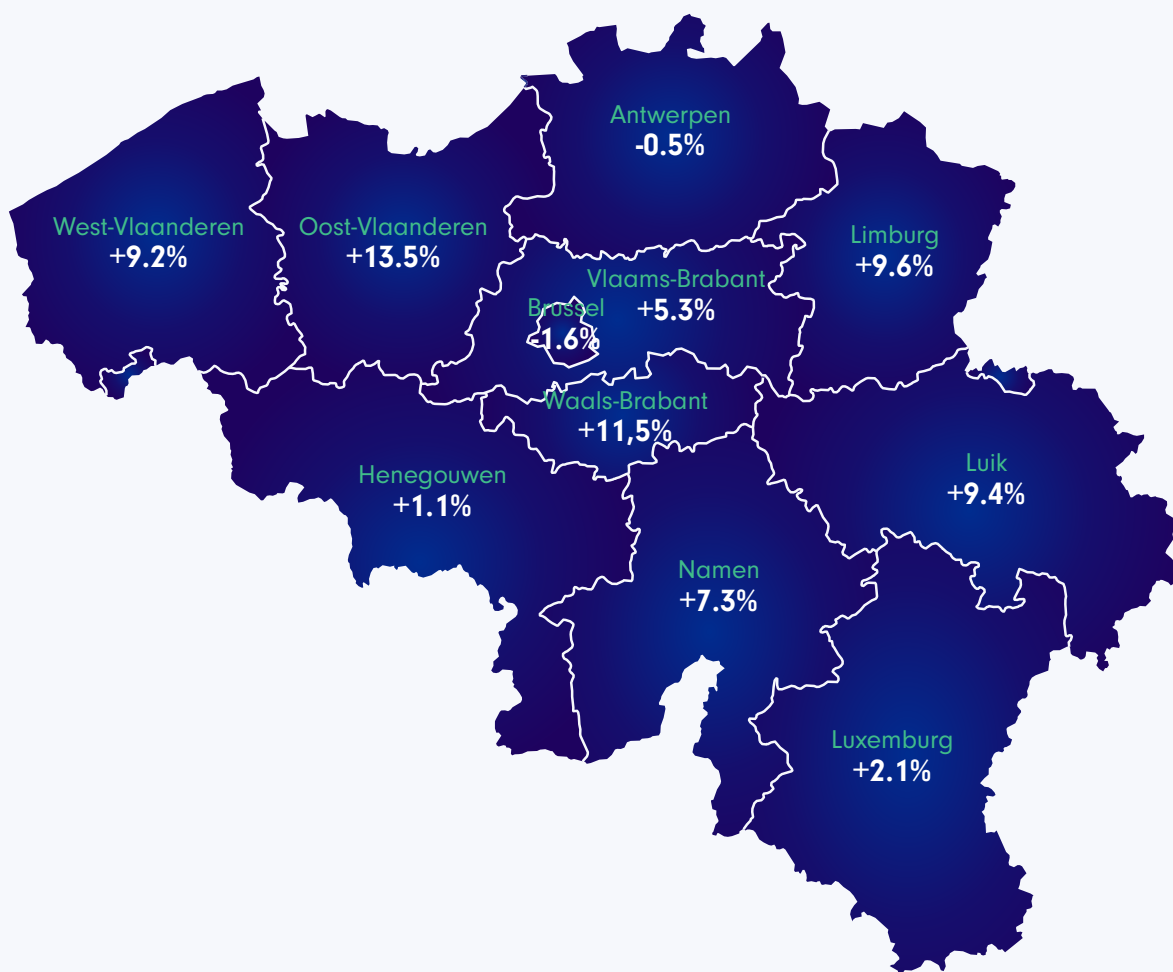 Antwerpen
-0.5%
West-Vlaanderen
+9.2%
Oost-Vlaanderen
+13.5%
Limburg
+9.6%
Vlaams-Brabant
+5.3%
Brussel
-1.6%
Waals-Brabant
+11,5%
Henegouwen
+1.1%
Luik
+9.4%
Namen
+7.3%
Luxemburg
+2.1%